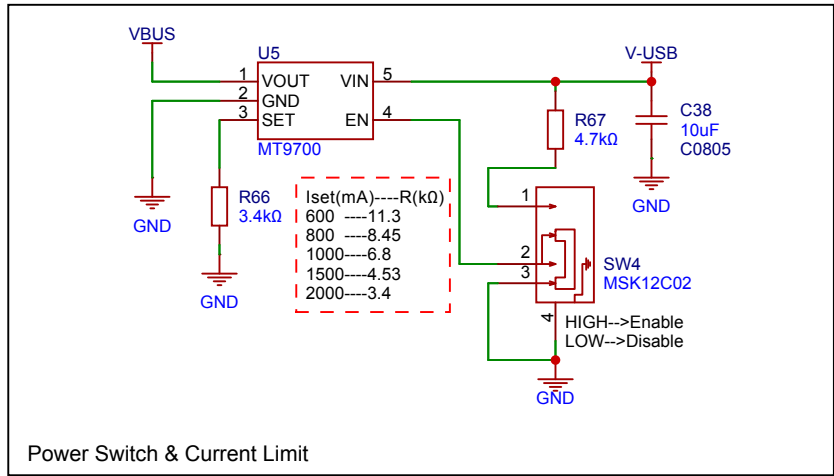 VBUS
U5
V-USB
1
VOUT
VIN
5
2
GND
3
SET
EN
4
MT9700
R67
4.7kΩ
C38
10uF
C0805
GND
R66
3.4kΩ
GND
GND
Iset(mA)----R(kΩ)
600 ----11.3
800 ----8.45
1000----6.8
1500----4.53
2000----3.4
1
2
3
SW4
MSK12C02
4
HIGH-->Enable
LOW-->Disable
GND
Power Switch & Current Limit